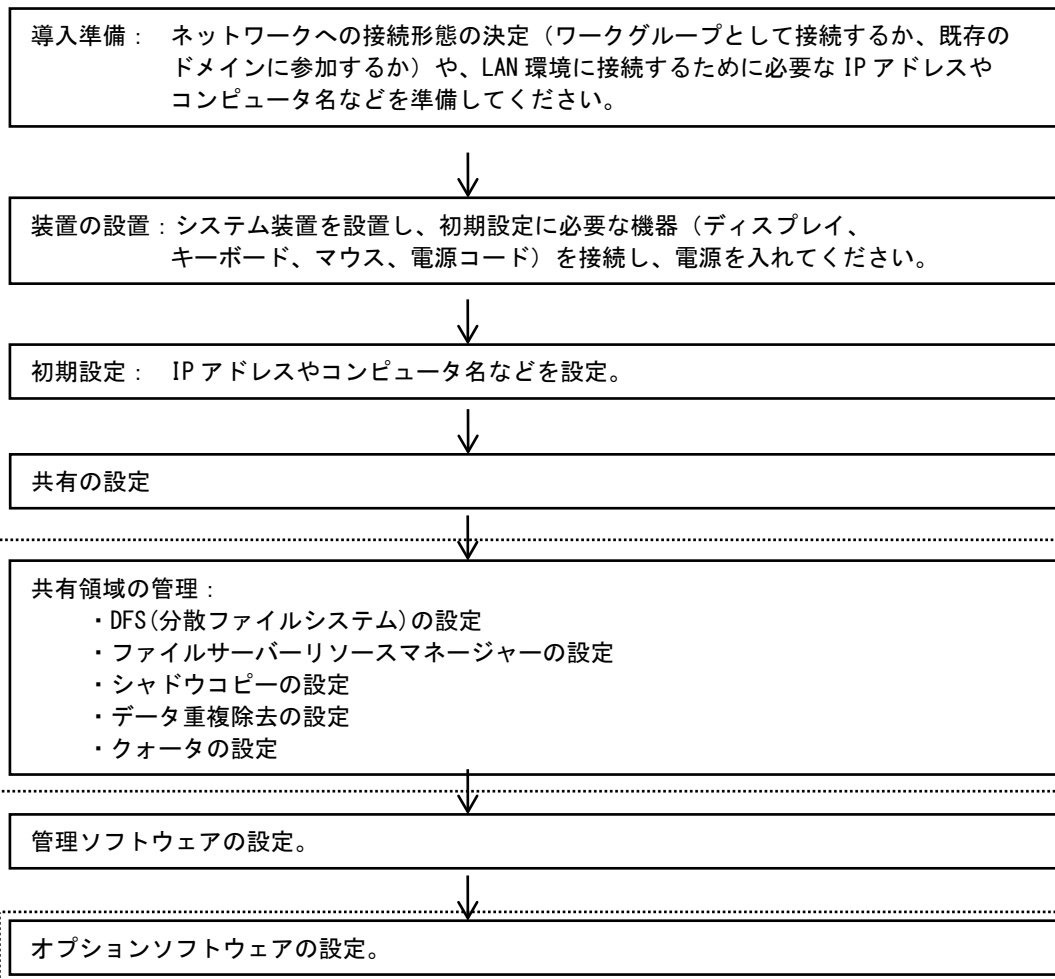 導入準備： ネットワークへの接続形態の決定（ワークグループとして接続するか、既存の
ドメインに参加するか）や、LAN 環境に接続するために必要な IP アドレスや
コンピュータ名などを準備してください。
装置の設置：システム装置を設置し、初期設定に必要な機器（ディスプレイ、
キーボード、マウス、電源コード）を接続し、電源を入れてください。
初期設定： IP アドレスやコンピュータ名などを設定。
共有の設定
共有領域の管理：
・DFS(分散ファイルシステム)の設定
・ファイルサーバーリソースマネージャーの設定
・シャドウコピーの設定
・データ重複除去の設定
・クォータの設定
管理ソフトウェアの設定。
オプションソフトウェアの設定。